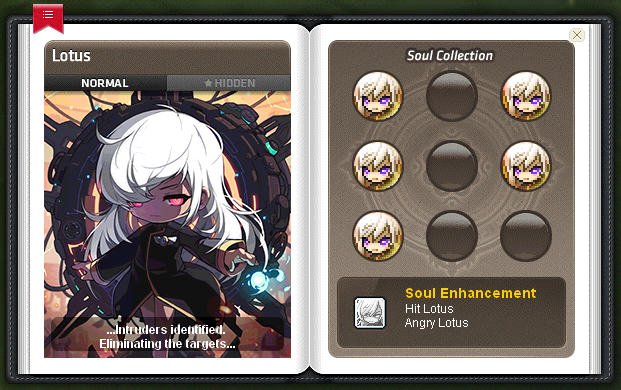 Lotus
NORMAL
★HIDDEN
...Intruders identified.
Eliminating the targets...
Soul Collection
Soul Enhancement
Hit Lotus
Angry Lotus